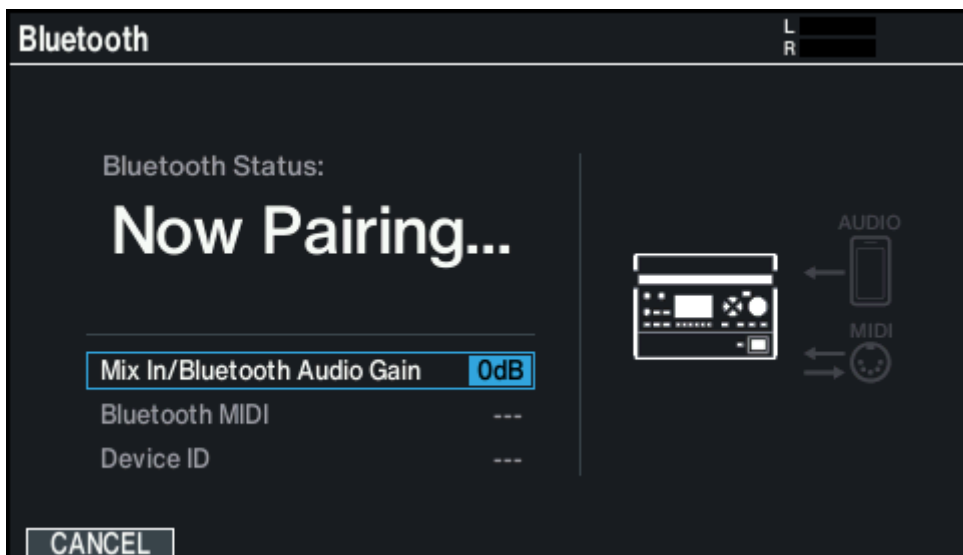 Bluetooth
L
R
Bluetooth Status:
Now Pairing...
AUDIO
MIDI
Mix In/Bluetooth Audio Gain 0dB
Bluetooth MIDI ---
Device ID ---
CANCEL